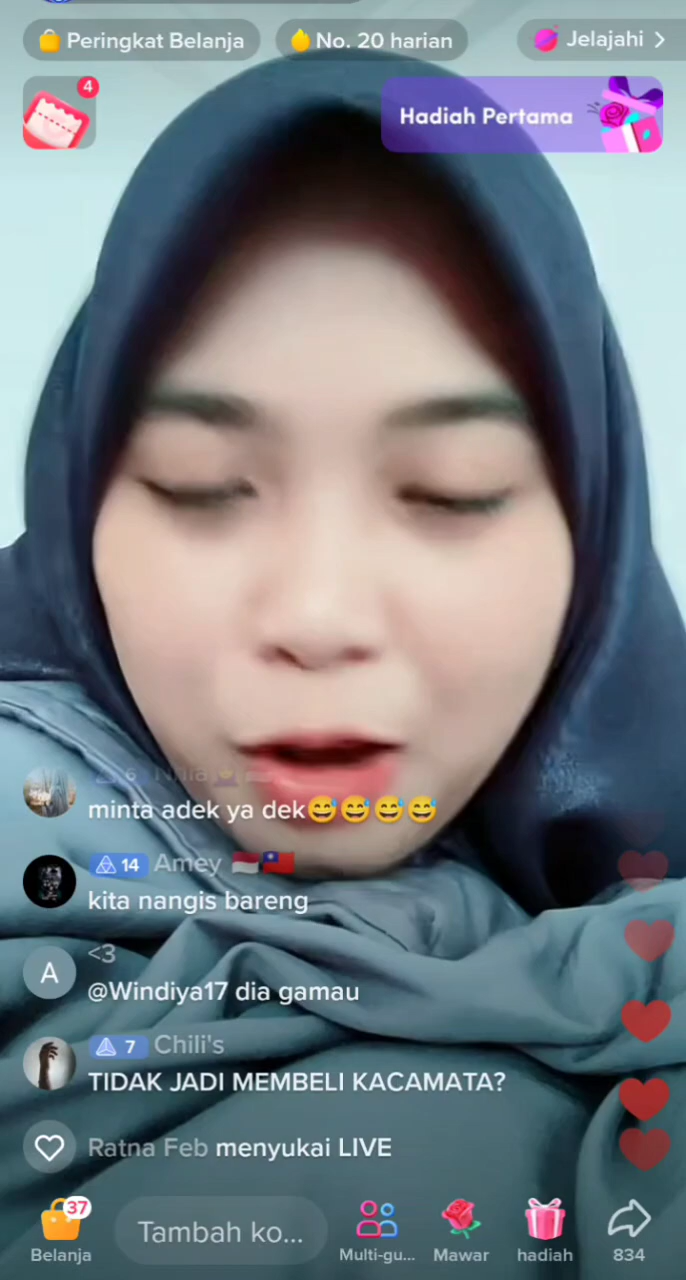 Peringkat Belanja
No. 20 harian
Jelajahi >
4
Hadiah Pertama
6
minta adek ya dek😅😅😅😅
14 Amey 🇮🇩🇹🇼
kita nangis bareng
A
<3
@Windiya17 dia gamau
7 Chili's
TIDAK JADI MEMBELI KACAMATA?
Ratna Feb menyukai LIVE
37
Tambah ko...
Belanja
Multi-gu...
Mawar
hadiah
834